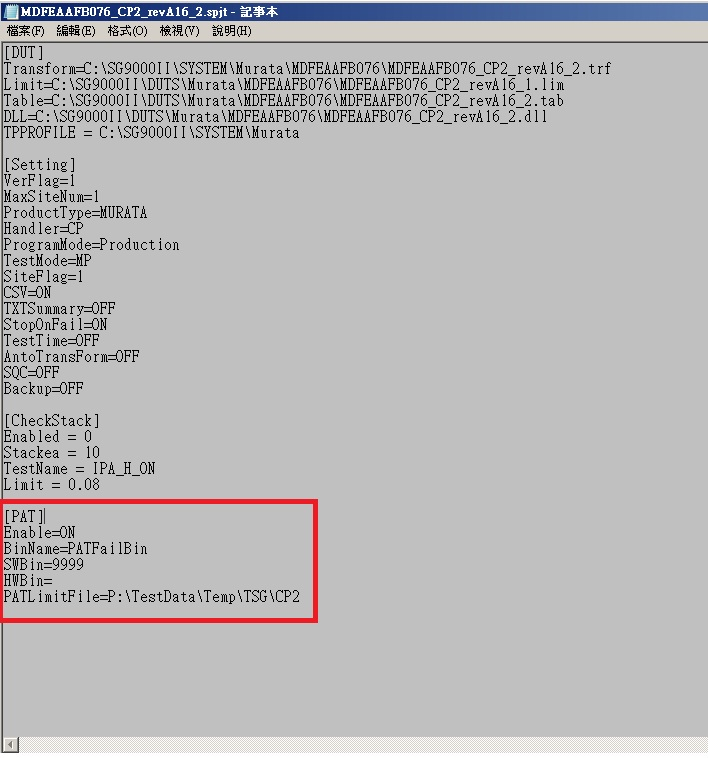 MDFEAAFB076_CP2_revA16_2.spjt - 記事本
檔案(F) 編輯(E) 格式(O) 檢視(V) 說明(H)
[DUT]
Transform=C:\SG9000II\SYSTEM\Murata\MDFEAAFB076\MDFEAAFB076_CP2_revA16_2.trf
Limit=C:\SG9000II\DUTS\Murata\MDFEAAFB076\MDFEAAFB076_CP2_revA16_1.lim
Table=C:\SG9000II\DUTS\Murata\MDFEAAFB076\MDFEAAFB076_CP2_revA16_2.tab
DLL=C:\SG9000II\DUTS\Murata\MDFEAAFB076\MDFEAAFB076_CP2_revA16_2.dll
TPPROFILE = C:\SG9000II\SYSTEM\Murata
[Setting]
VerFlag=1
MaxSiteNum=1
ProductType=MURATA
Handler=CP
ProgramMode=Production
TestMode=MP
SiteFlag=1
CSV=ON
TXTSummary=OFF
StopOnFail=ON
TestTime=OFF
AntoTransForm=OFF
SQC=OFF
Backup=OFF
[CheckStack]
Enabled = 0
Stackea = 10
TestName = IPA_H_ON
Limit = 0.08
[PAT]
Enable=ON
BinName=PATFailBin
SWBin=9999
HWBin=
PATLimitFile=P:\TestData\Temp\TSG\CP2